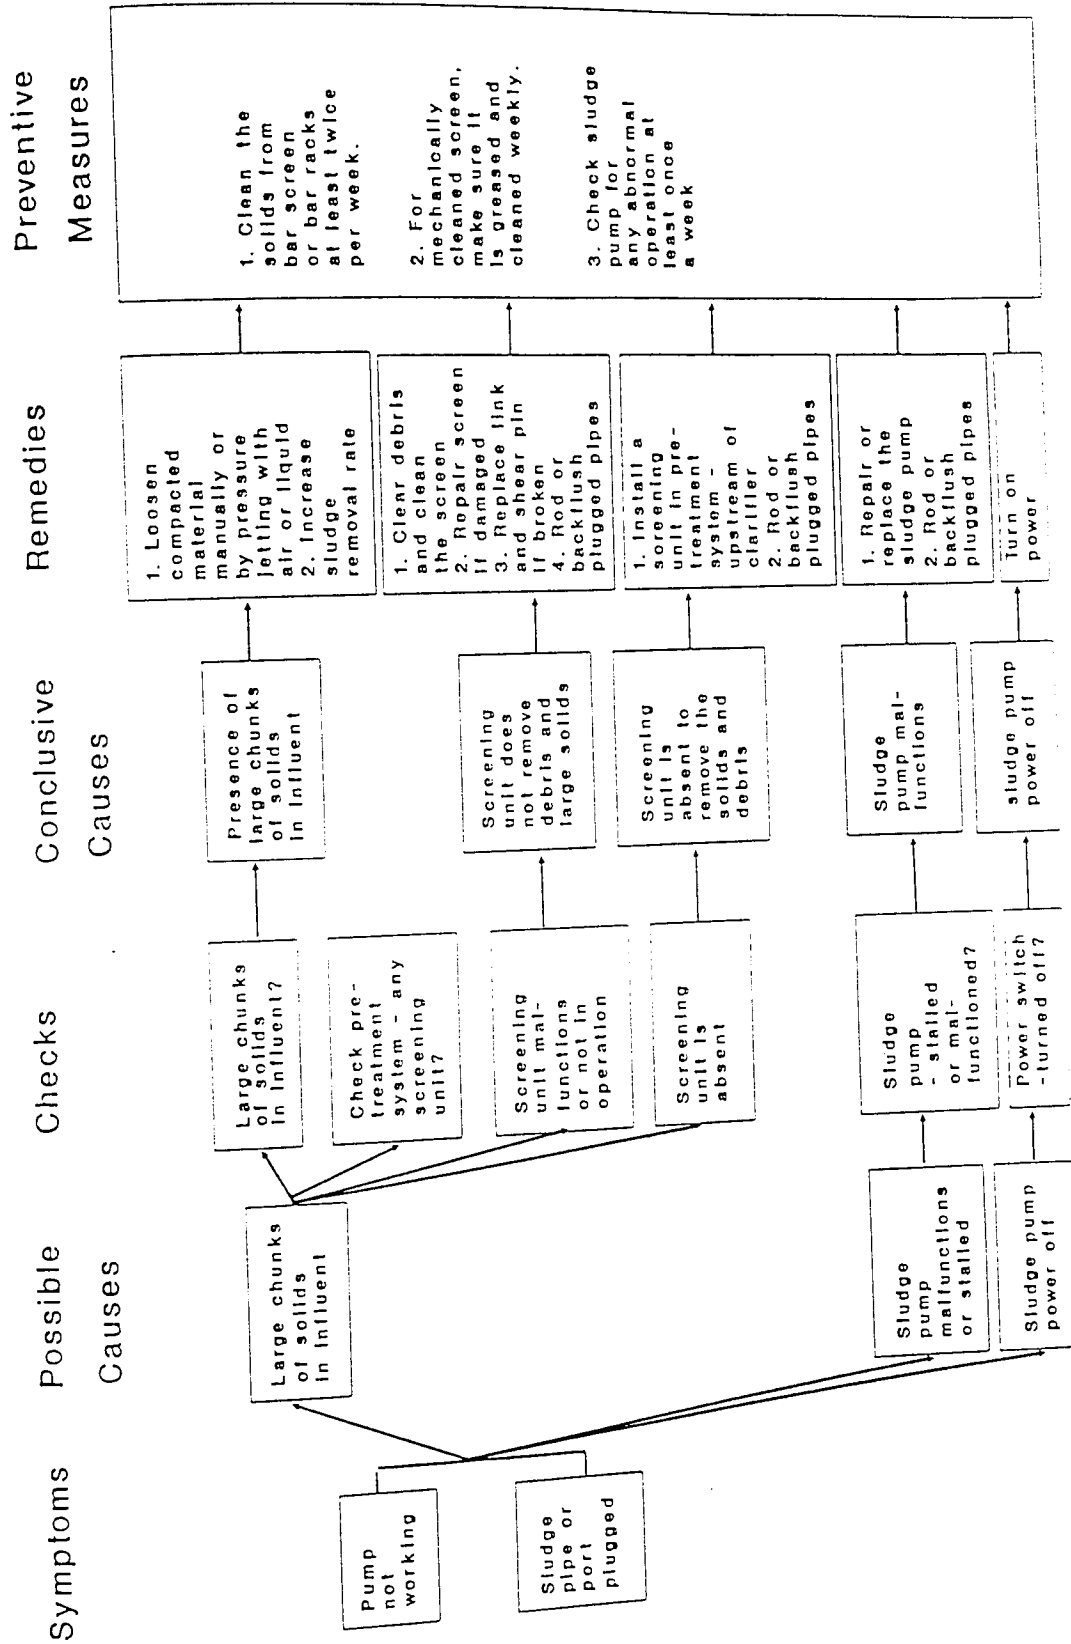 Symptoms
Possible
Causes
Checks
Conclusive
Causes
Remedies
Preventive
Measures
Pump
not
working
Sludge
pipe or
port
plugged
Large chunks
of solids
in influent
Sludge
pump
malfunctions
or stalled
Sludge pump
power off
Large chunks
of solids
in influent?
Check pre-
treatment
system - any
screening
unit?
Screening
unit mal-
functions
or not in
operation
Screening
unit is
absent
Sludge
pump
- stalled
or mal-
functioned?
Power switch
-turned off?
Presence of
large chunks
of solids
in influent
Screening
unit does
not remove
debris and
large solids
Screening
unit is
absent to
remove the
solids and
debris
Sludge
pump mal-
functions
sludge pump
power off
1. Loosen
compacted
material
manually or
by pressure
jetting with
air or liquid
2. Increase
sludge
removal rate
1. Clear debris
and clean
the screen
2. Repair screen
if damaged
3. Replace link
and shear pin
if broken
4. Rod or
backflush
plugged pipes
1. Install a
screening
unit in pre-
treatment
system-
upstream of
clarifier
2. Rod or
backflush
plugged pipes
1. Repair or
replace the
sludge pump
2. Rod or
backflush
plugged pipes
Turn on
power
1. Clean the
solids from
bar screen
or bar racks
at least twice
per week.
2. For
mechanically
cleaned screen,
make sure it
is greased and
cleaned weekly.
3. Check sludge
pump for
any abnormal
operation at
least once
a week